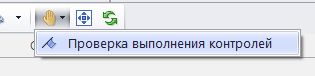 Проверка выполнения контролей